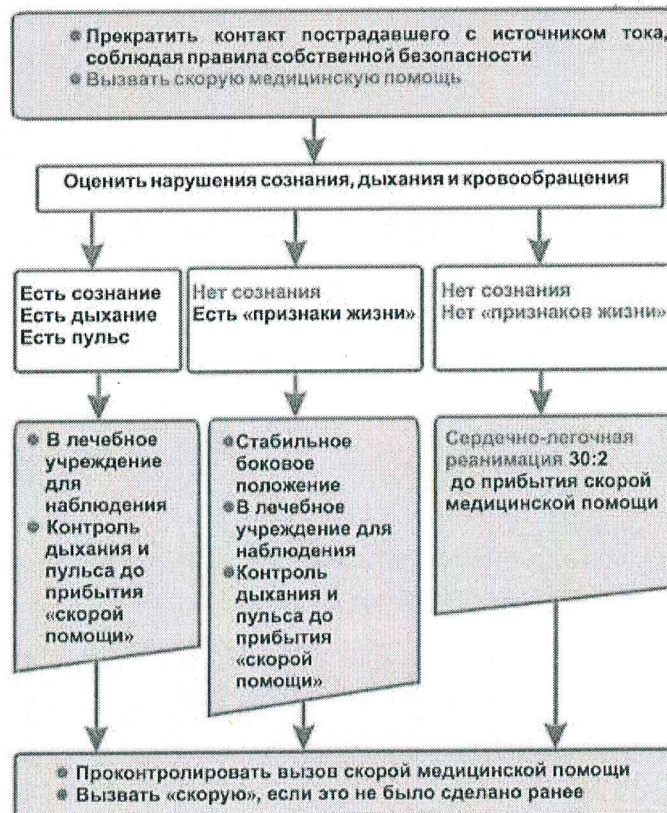 Прекратить контакт пострадавшего с источником тока,
соблюдая правила собственной безопасности
Вызвать скорую медицинскую помощь
Оценить нарушения сознания, дыхания и кровообращения
Есть сознание
Есть дыхание
Есть пульс
Нет сознания
Есть «признаки жизни»
Нет сознания
Нет «признаков жизни»
В лечебное
учреждение
для
наблюдения
Контроль
дыхания и
пульса до
прибытия
«скорой
помощи»
Стабильное
боковое
положение
В лечебное
учреждение для
наблюдения
Контроль
дыхания и
пульса до
прибытия
«скорой
помощи»
Сердечно-легочная
реанимация 30:2
до прибытия скорой
медицинской помощи
Проконтролировать вызов скорой медицинской помощи
Вызвать «скорую», если это не было сделано ранее